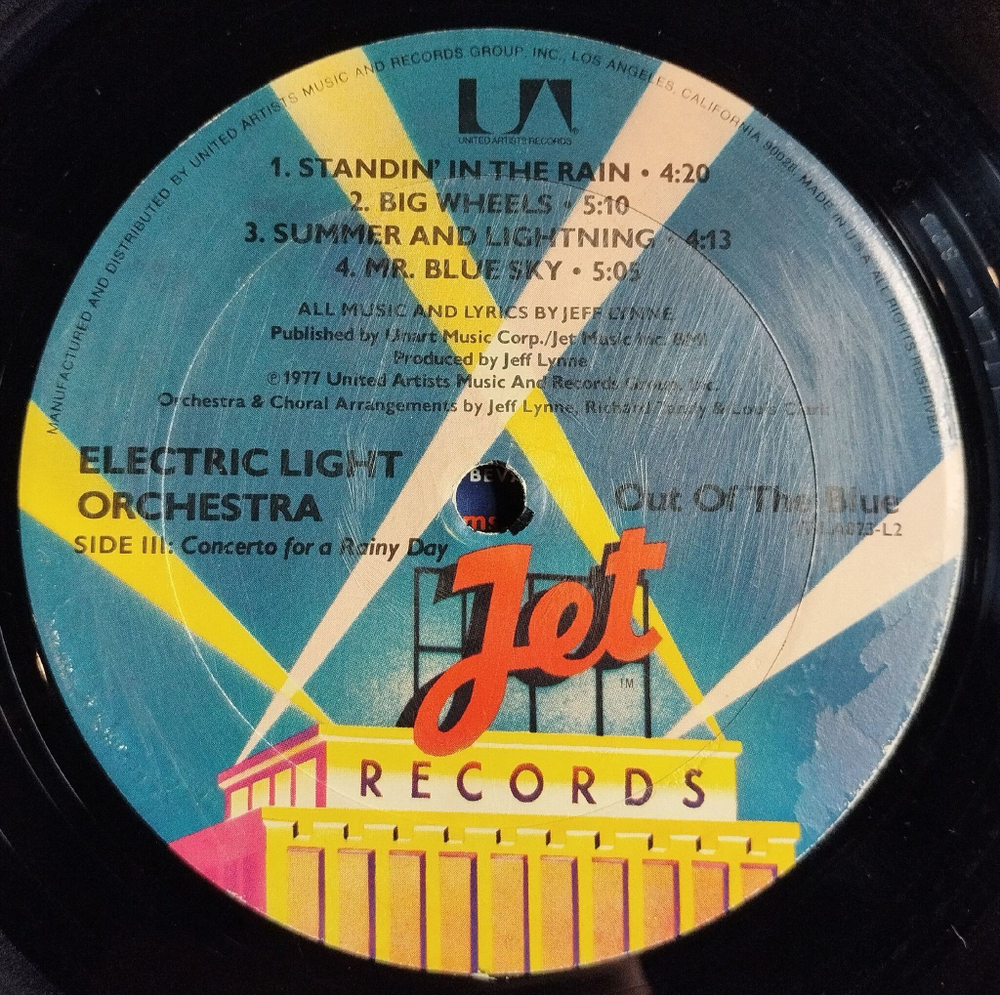 MANUFACTURED AND DISTRIBUTED BY UNITED ARTISTS MUSIC AND RECORDS GROUP, INC., LOS ANGELES, CALIFORNIA 90028. MADE IN U.S.A. ALL RIGHTS RESERVED
UA
UNITED ARTISTS RECORDS
1. STANDIN' IN THE RAIN • 4:20
2. BIG WHEELS • 5:10
3. SUMMER AND LIGHTNING • 4:13
4. MR. BLUE SKY • 5:05
ALL MUSIC AND LYRICS BY JEFF LYNNE
Published by Unart Music Corp./Jet Music Inc. BMI
Produced by Jeff Lynne
℗1977 United Artists Music And Records Group, Inc.
Orchestra & Choral Arrangements by Jeff Lynne, Richard Tandy & Louis Clark
ELECTRIC LIGHT
ORCHESTRA
Out Of The Blue
SIDE III: Concerto for a Rainy Day
Jet
TM
RECORDS